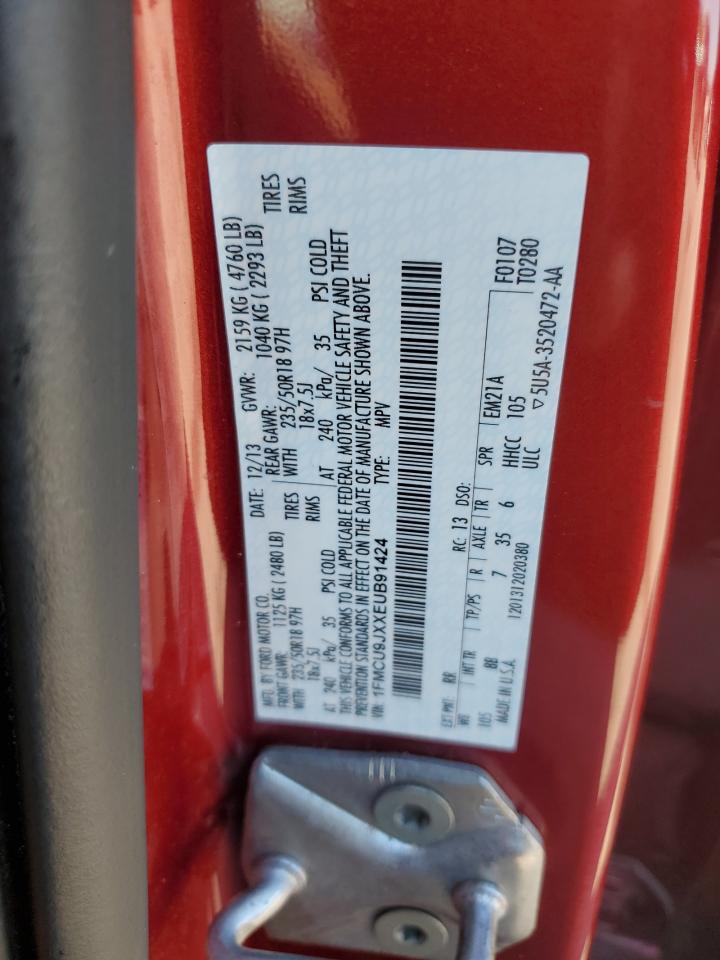 MFD. BY FORD MOTOR CO. DATE: 12/13 GVWR: 2159 KG ( 4760 LB)
FRONT GAWR: 1125 KG ( 2480 LB) REAR GAWR: 1040 KG ( 2293 LB)
WITH 235/50R18 97H TIRES WITH 235/50R18 97H TIRES
18x7.5J RIMS 18x7.5J RIMS
AT 240 kPa/ 35 PSI COLD AT 240 kPa/ 35 PSI COLD
THIS VEHICLE CONFORMS TO ALL APPLICABLE FEDERAL MOTOR VEHICLE SAFETY AND THEFT
PREVENTION STANDARDS IN EFFECT ON THE DATE OF MANUFACTURE SHOWN ABOVE.
VIN: 1FMCU9JXXEUB91424 TYPE: MPV
EXT PNT: RR RC: 13 DSO: F0107
WB INT TR TP/PS R AXLE TR SPR EM21A T0280
105 8B 7 35 6 HHCC 105
MADE IN U.S.A. 1201312020380 ULC ▽5U5A-3520472-AA